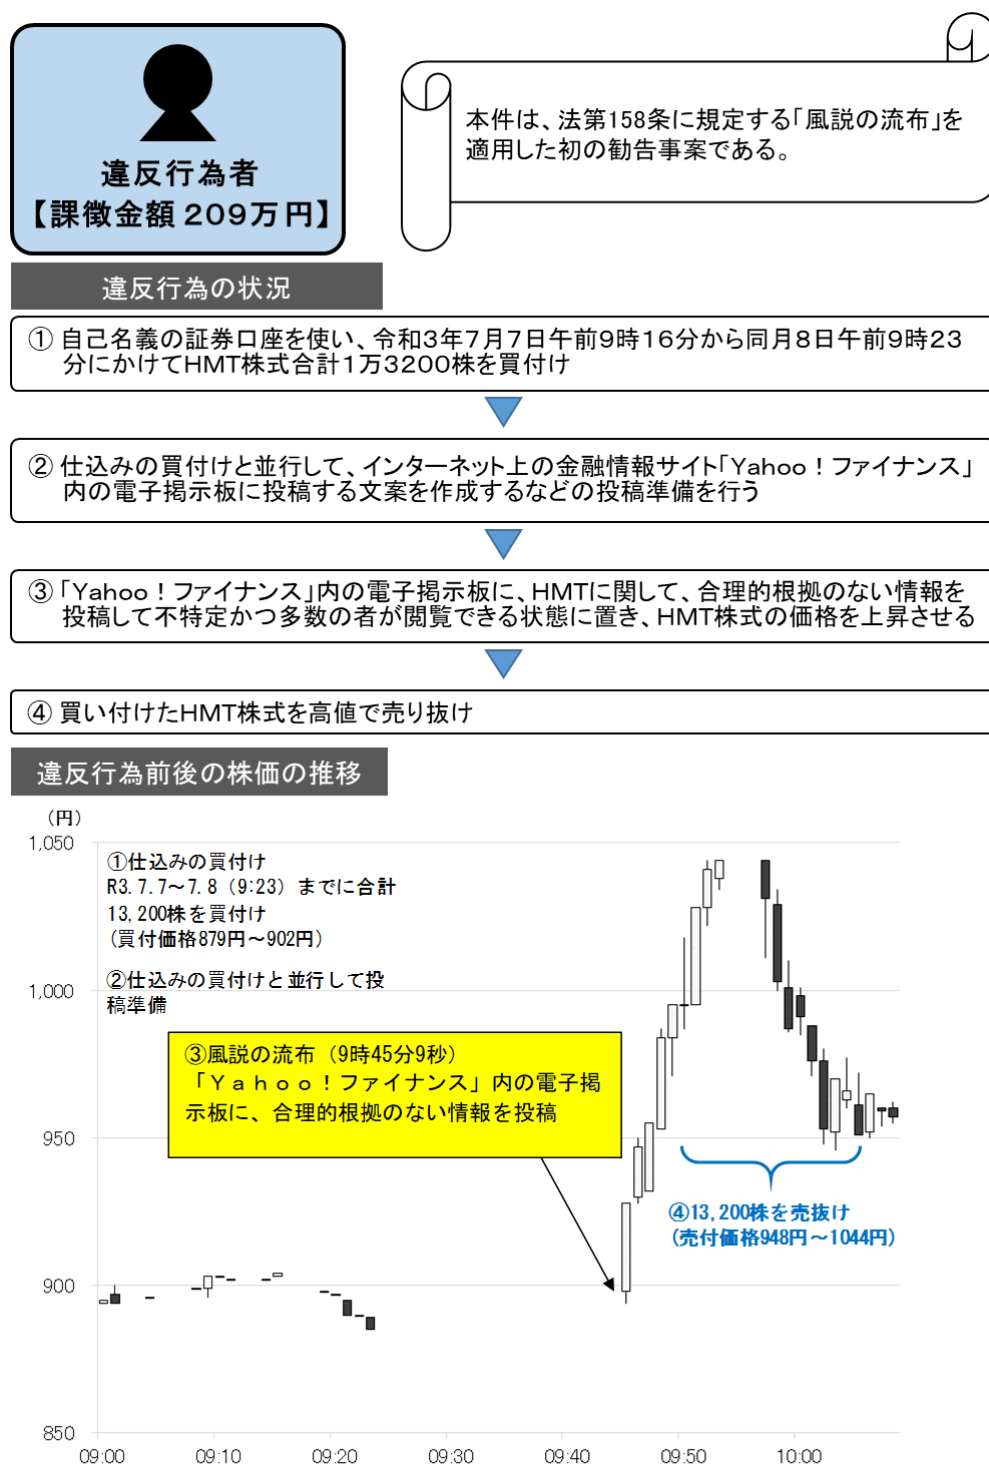 違反行為者
【課徴金額 209万円】
本件は、法第158条に規定する「風説の流布」を
適用した初の勧告事案である。
違反行為の状況
① 自己名義の証券口座を使い、令和3年7月7日午前9時16分から同月8日午前9時23
分にかけてHMT株式合計1万3200株を買付け
② 仕込みの買付けと並行して、インターネット上の金融情報サイト「Yahoo！ファイナンス」
内の電子掲示板に投稿する文案を作成するなどの投稿準備を行う
③ 「Yahoo！ファイナンス」内の電子掲示板に、HMTに関して、合理的根拠のない情報を
投稿して不特定かつ多数の者が閲覧できる状態に置き、HMT株式の価格を上昇させる
④ 買い付けたHMT株式を高値で売り抜け
違反行為前後の株価の推移
（円）
1,050
①仕込みの買付け
R3.7.7～7.8（9:23）までに合計
13,200株を買付け
(買付価格879円～902円)
②仕込みの買付けと並行して投
稿準備
1,000
③風説の流布（9時45分9秒）
「Ｙａｈｏｏ！ファイナンス」内の電子掲
示板に、合理的根拠のない情報を投稿
950
④13,200株を売抜け
(売付価格948円～1044円)
900
850
09:00 09:10 09:20 09:30 09:40 09:50 10:00